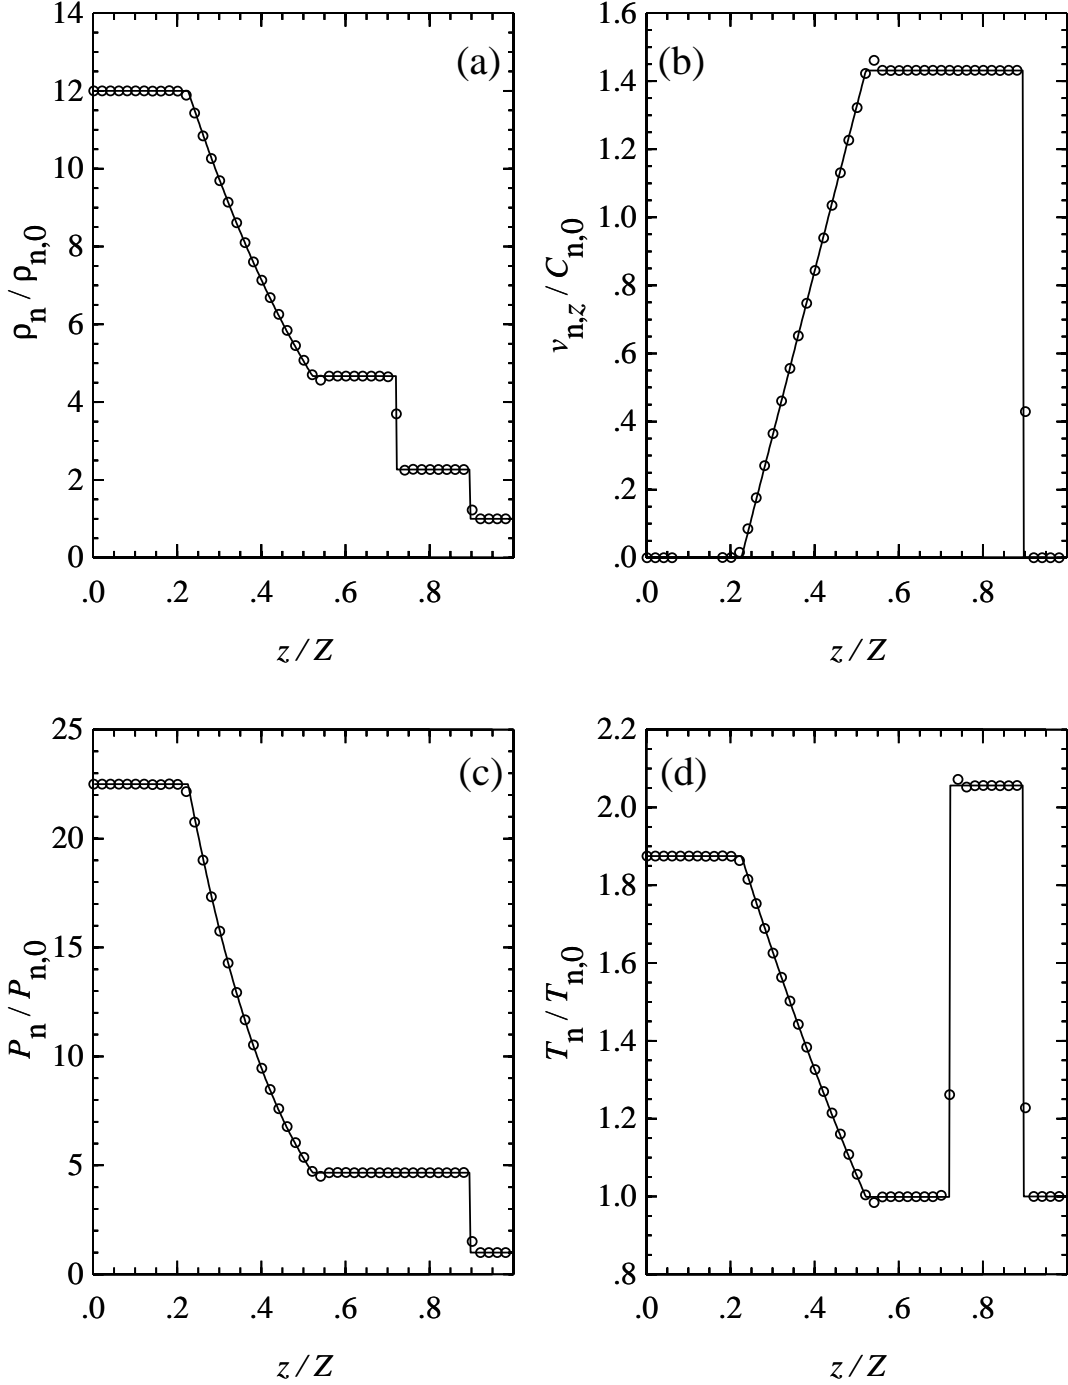 14
12
10
8
6
4
2
0
.0 .2 .4 .6 .8
z / Z
ρn / ρn,0
(a)
1.6
1.4
1.2
1.0
.8
.6
.4
.2
.0
.0 .2 .4 .6 .8
z / Z
vn,z / Cn,0
(b)
25
20
15
10
5
0
.0 .2 .4 .6 .8
z / Z
Pn / Pn,0
(c)
2.2
2.0
1.8
1.6
1.4
1.2
1.0
.8
.0 .2 .4 .6 .8
z / Z
Tn / Tn,0
(d)